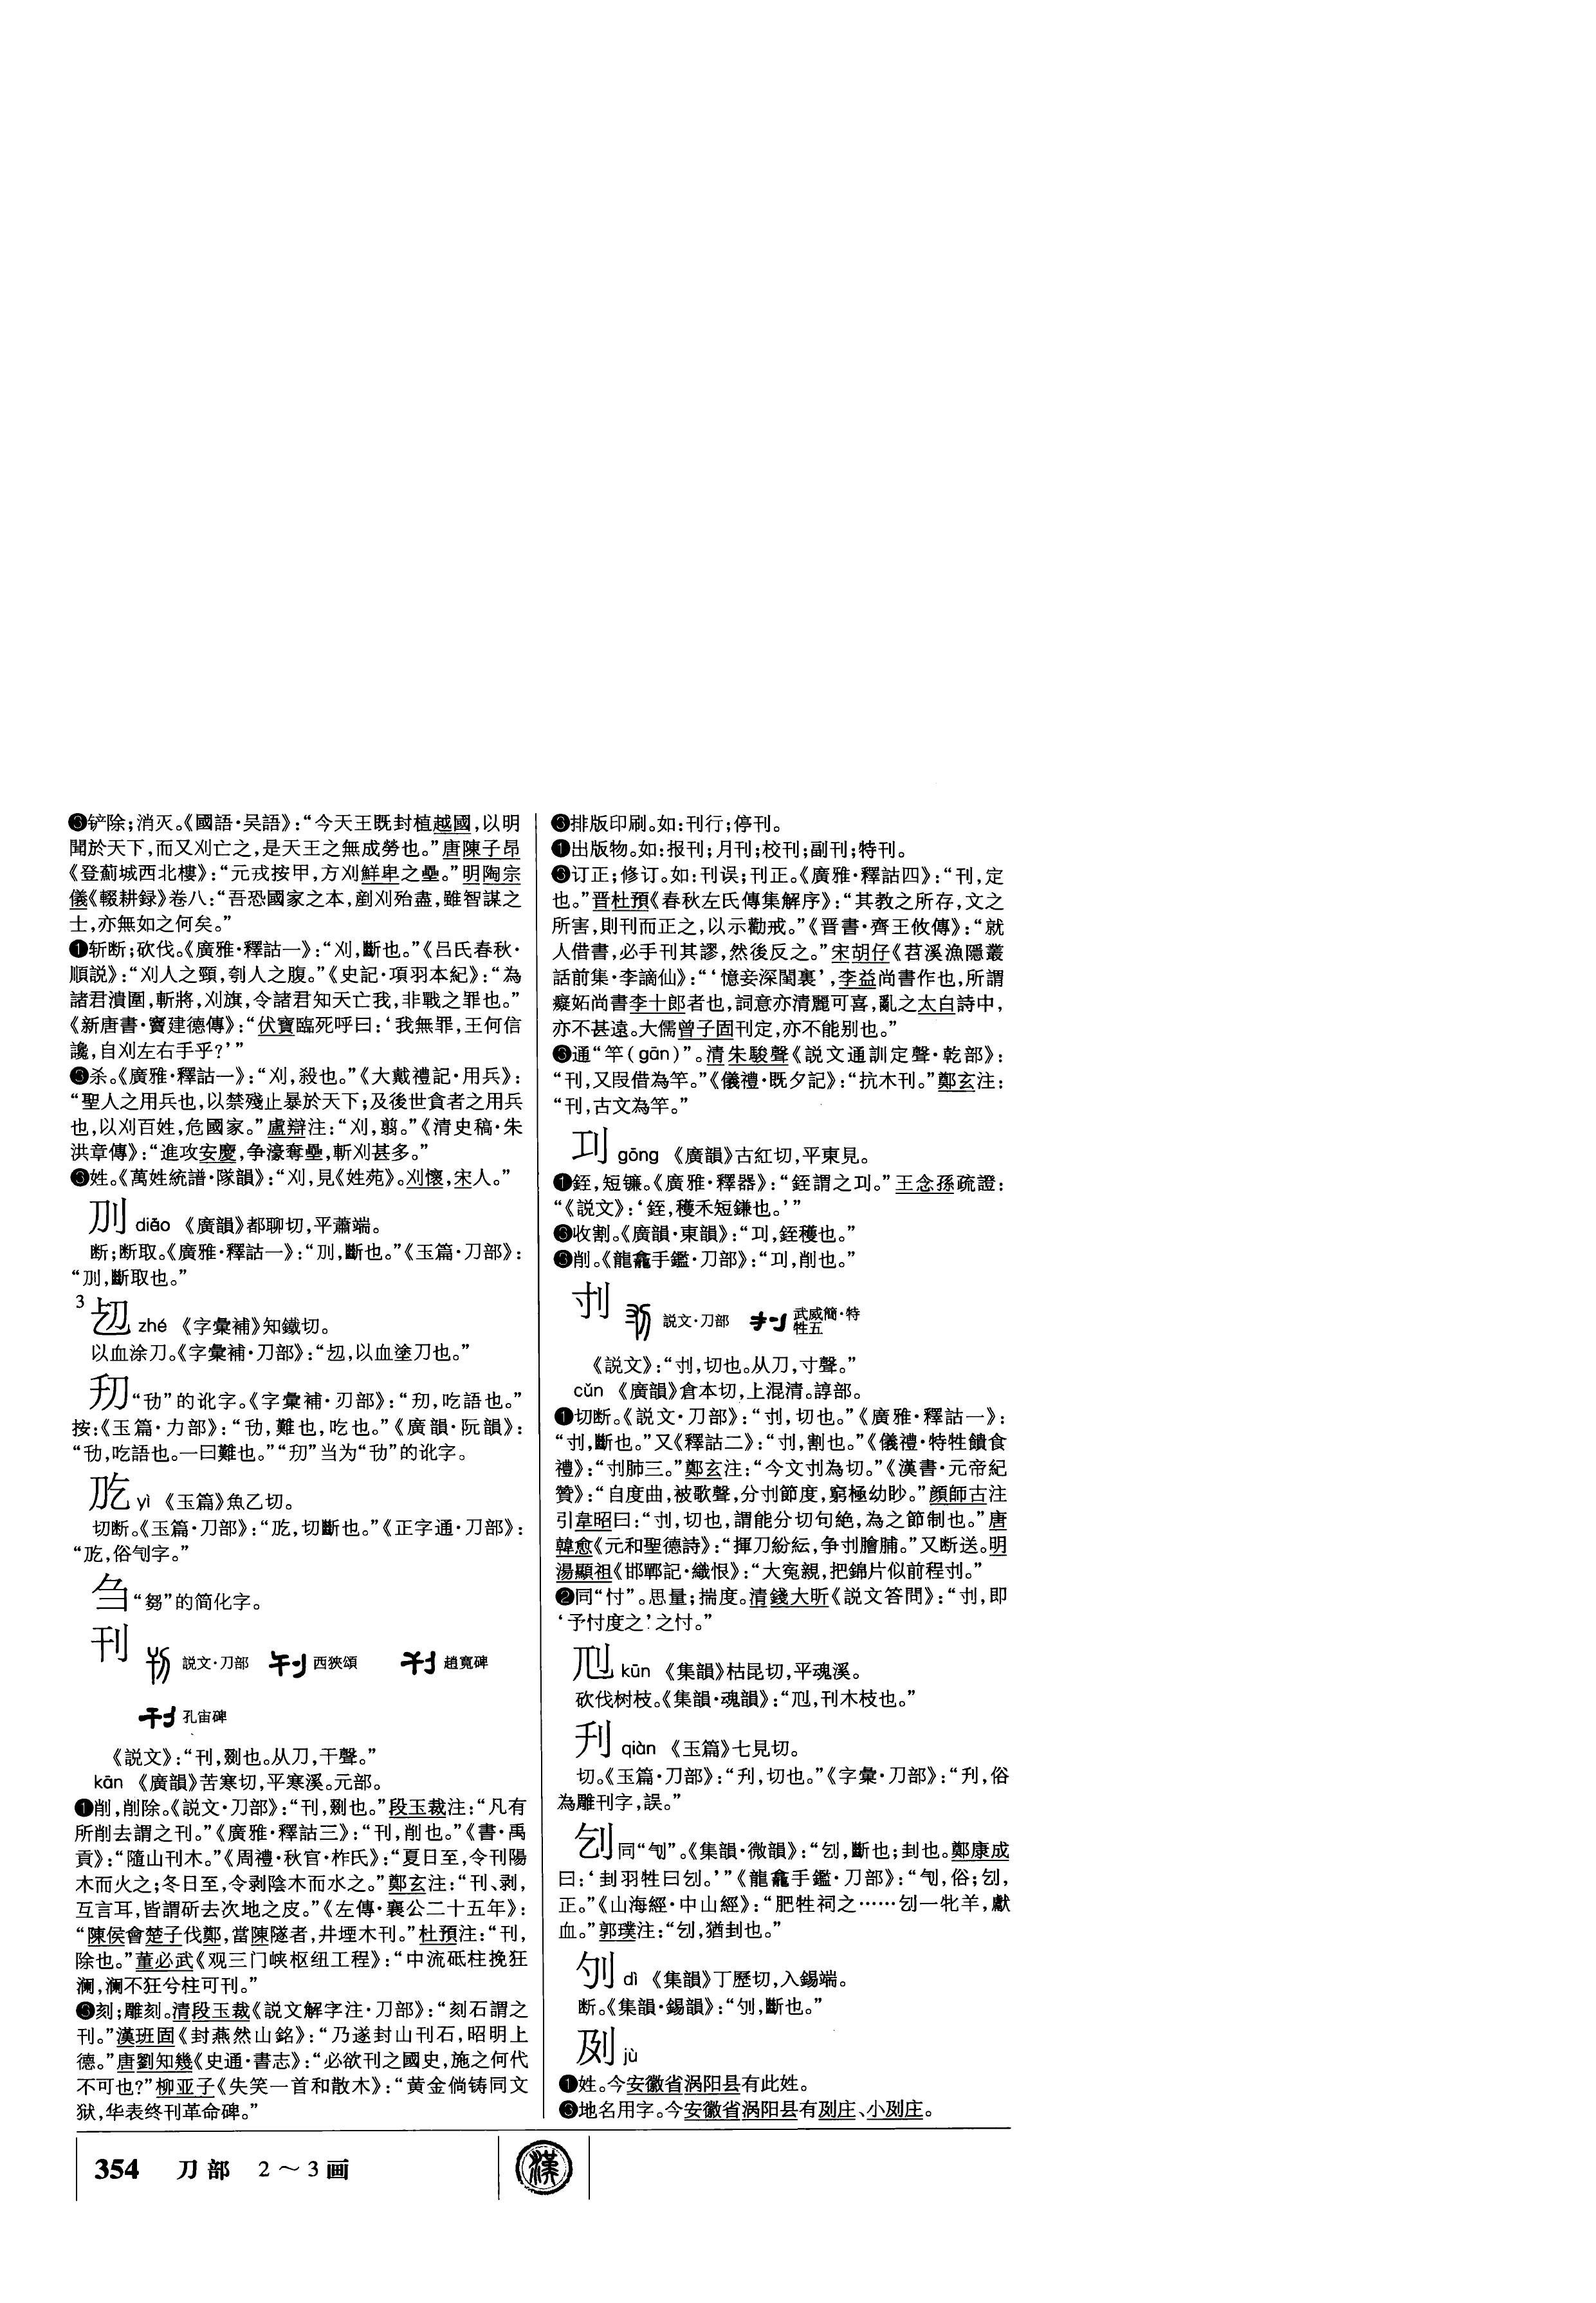 ❸铲除;消灭。《國語·吴語》:“今天王既封植越國,以明
聞於天下,而又刈亡之,是天王之無成勞也。”唐陳子昂
《登薊城西北樓》:“元戎按甲,方刈鮮卑之壘。”明陶宗
儀《輟耕録》卷八:“吾恐國家之本,剷刈殆盡,雖智謀之
士,亦無如之何矣。”
❶斩断;砍伐。《廣雅·釋詁一》:“刈,斷也。”《吕氏春秋·
順説》:“刈人之頸,刳人之腹。”《史記·項羽本紀》:“為
諸君潰圍,斬將,刈旗,令諸君知天亡我,非戰之罪也。”
《新唐書·竇建德傳》:“伏寶臨死呼曰:‘我無罪,王何信
讒,自刈左右手乎?’”
❸杀。《廣雅·釋詁一》:“刈,殺也。”《大戴禮記·用兵》:
“聖人之用兵也,以禁殘止暴於天下;及後世貪者之用兵
也,以刈百姓,危國家。”盧辯注:“刈,翦。”《清史稿·朱
洪章傳》:“進攻安慶,争濠奪壘,斬刈甚多。”
❸姓。《萬姓統譜·隊韻》:“刈,見《姓苑》。刈懷,宋人。”
刐 diāo 《廣韻》都聊切,平蕭端。
断;断取。《廣雅·釋詁一》:“刐,斷也。”《玉篇·刀部》:
“刐,斷取也。”
3
zhé 《字彙補》知鐵切。
以血涂刀。《字彙補·刀部》:“,以血塗刀也。”
“㔓”的讹字。《字彙補·刃部》:“,吃語也。”
按:《玉篇·力部》:“㔓,難也,吃也。”《廣韻·阮韻》:
“㔓,吃語也。一曰難也。”“”当为“㔓”的讹字。
yì 《玉篇》魚乙切。
切断。《玉篇·刀部》:“,切斷也。”《正字通·刀部》:
“,俗刏字。”
刍 “芻”的简化字。
刊 説文·刀部 西狹頌 趙寬碑
孔宙碑
《説文》:“刊,剟也。从刀,干聲。”
kān 《廣韻》苦寒切,平寒溪。元部。
❶削,削除。《説文·刀部》:“刊,剟也。”段玉裁注:“凡有
所削去謂之刊。”《廣雅·釋詁三》:“刊,削也。”《書·禹
貢》:“隨山刊木。”《周禮·秋官·柞氏》:“夏日至,令刊陽
木而火之;冬日至,令剥陰木而水之。”鄭玄注:“刊、剥,
互言耳,皆謂斫去次地之皮。”《左傳·襄公二十五年》:
“陳侯會楚子伐鄭,當陳隧者,井堙木刊。”杜預注:“刊,
除也。”董必武《观三门峡枢纽工程》:“中流砥柱挽狂
澜,澜不狂兮柱可刊。”
❸刻;雕刻。清段玉裁《説文解字注·刀部》:“刻石謂之
刊。”漢班固《封燕然山銘》:“乃遂封山刊石,昭明上
德。”唐劉知幾《史通·書志》:“必欲刊之國史,施之何代
不可也?”柳亚子《失笑一首和散木》:“黄金倘铸同文
狱,华表终刊革命碑。”
❸排版印刷。如:刊行;停刊。
❶出版物。如:报刊;月刊;校刊;副刊;特刊。
❸订正;修订。如:刊误;刊正。《廣雅·釋詁四》:“刊,定
也。”晋杜預《春秋左氏傳集解序》:“其教之所存,文之
所害,則刊而正之,以示勸戒。”《晋書·齊王攸傳》:“就
人借書,必手刊其謬,然後反之。”宋胡仔《苕溪漁隱叢
話前集·李謫仙》:“‘憶妾深閨裏’,李益尚書作也,所謂
癡妬尚書李十郎者也,詞意亦清麗可喜,亂之太白詩中,
亦不甚遠。大儒曾子固刊定,亦不能别也。”
❸通“竿(gān)”。清朱駿聲《説文通訓定聲·乾部》:
“刊,又叚借為竿。”《儀禮·既夕記》:“抗木刊。”鄭玄注:
“刊,古文為竿。”
㓚 gōng 《廣韻》古紅切,平東見。
❶銍,短镰。《廣雅·釋器》:“銍謂之㓚。”王念孫疏證:
“《説文》:‘銍,穫禾短鎌也。’”
❸收割。《廣韻·東韻》:“㓚,銍穫也。”
❸削。《龍龕手鑑·刀部》:“㓚,削也。”
刌 説文·刀部 武威簡·特
牲五
《説文》:“刌,切也。从刀,寸聲。”
cǔn 《廣韻》倉本切,上混清。諄部。
❶切断。《説文·刀部》:“刌,切也。”《廣雅·釋詁一》:
“刌,斷也。”又《釋詁二》:“刌,割也。”《儀禮·特牲饋食
禮》:“刌肺三。”鄭玄注:“今文刌為切。”《漢書·元帝紀
贊》:“自度曲,被歌聲,分刌節度,窮極幼眇。”顔師古注
引韋昭曰:“刌,切也,謂能分切句絶,為之節制也。”唐
韓愈《元和聖德詩》:“揮刀紛紜,争刌膾脯。”又断送。明
湯顯祖《邯鄲記·織恨》:“大寃親,把錦片似前程刌。”
❷同“忖”。思量;揣度。清錢大昕《説文答問》:“刌,即
‘予忖度之’之忖。”
kūn 《集韻》枯昆切,平魂溪。
砍伐树枝。《集韻·魂韻》:“,刊木枝也。”
刋 qiàn 《玉篇》七見切。
切。《玉篇·刀部》:“刋,切也。”《字彙·刀部》:“刋,俗
為雕刊字,誤。”
刉 同“刏”。《集韻·微韻》:“刉,斷也;刲也。鄭康成
曰:‘刲羽牲曰刉。’”《龍龕手鑑·刀部》:“刏,俗;刉,
正。”《山海經·中山經》:“肥牲祠之……刉一牝羊,獻
血。”郭璞注:“刉,猶刲也。”
dì 《集韻》丁歷切,入錫端。
断。《集韻·錫韻》:“,斷也。”
jù
❶姓。今安徽省涡阳县有此姓。
❸地名用字。今安徽省涡阳县有庄、小庄。
354 刀部 2～3画
漢